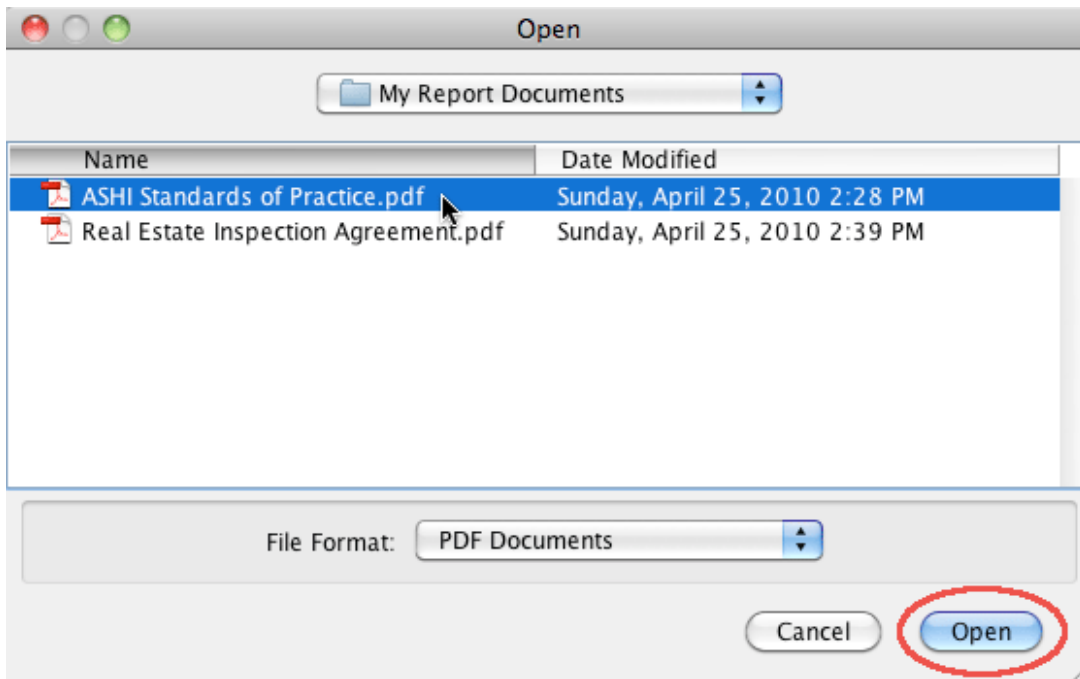 Open
My Report Documents
Name Date Modified
ASHI Standards of Practice.pdf Sunday, April 25, 2010 2:28 PM
Real Estate Inspection Agreement.pdf Sunday, April 25, 2010 2:39 PM
File Format: PDF Documents
Cancel Open